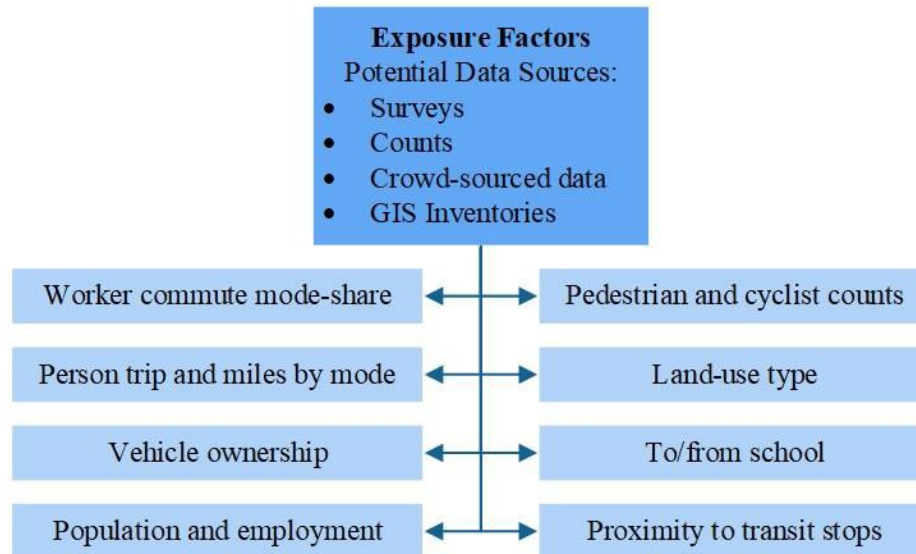 Exposure Factors
Potential Data Sources:
• Surveys
• Counts
• Crowd-sourced data
• GIS Inventories
Worker commute mode-share
Pedestrian and cyclist counts
Person trip and miles by mode
Land-use type
Vehicle ownership
To/from school
Population and employment
Proximity to transit stops